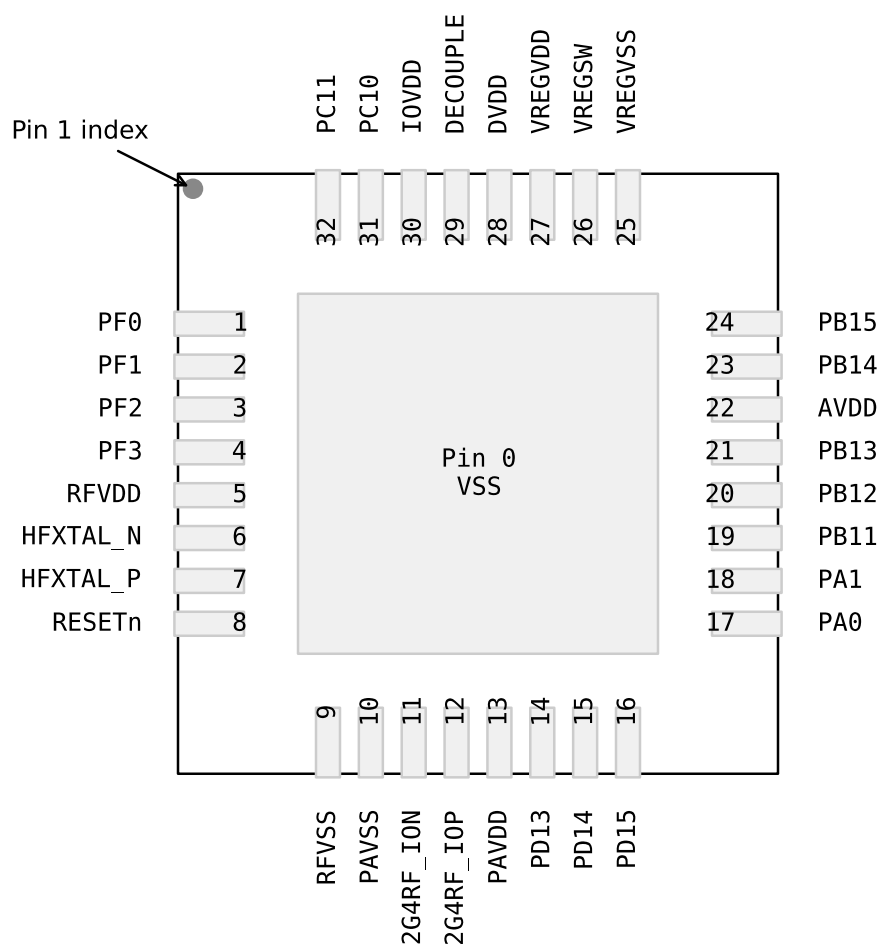 PC11
PC10
IOVDD
DECOUPLE
DVDD
VREGVDD
VREGSW
VREGVSS
Pin 1 index
32
31
30
29
28
27
26
25
PF0 1
24 PB15
PF1 2
23 PB14
PF2 3
22 AVDD
PF3 4
21 PB13
RFVDD 5
20 PB12
HFXTAL_N 6
19 PB11
HFXTAL_P 7
18 PA1
RESETn 8
17 PA0
Pin 0
VSS
9
10
11
12
13
14
15
16
RFVSS
PAVSS
2G4RF_ION
2G4RF_IOP
PAVDD
PD13
PD14
PD15